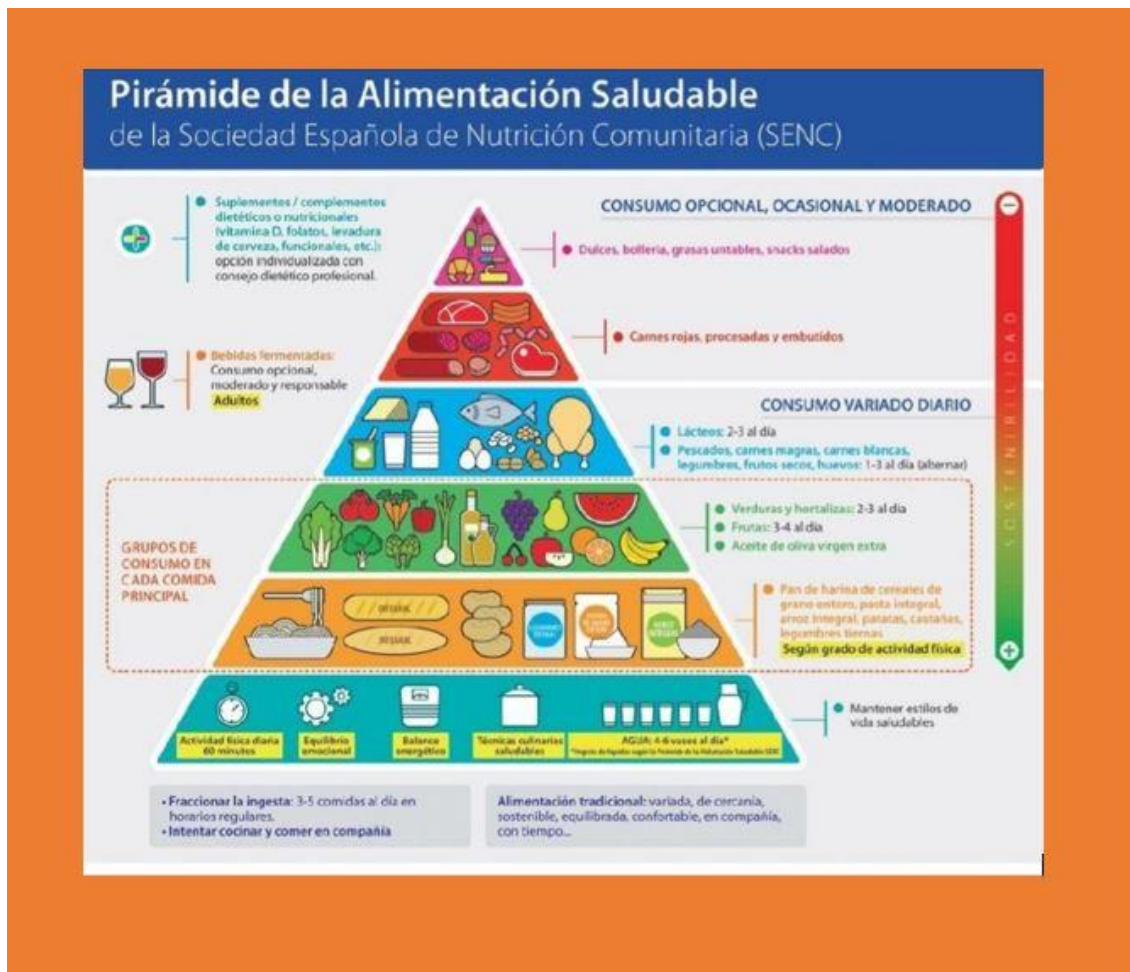 Pirámide de la Alimentación Saludable
de la Sociedad Española de Nutrición Comunitaria (SENC)
Suplementos / complementos
dietéticos o nutricionales
(vitamina D, folatos, levadura
de cerveza, funcionales, etc.):
opción individualizada con
consejo dietético profesional.
CONSUMO OPCIONAL, OCASIONAL Y MODERADO
Dulces, bollería, grasas untables, snacks salados
Carnes rojas, procesadas y embutidos
Bebidas fermentadas:
Consumo opcional,
moderado y responsable
Adultos
CONSUMO VARIADO DIARIO
Lácteos: 2-3 al día
Pescados, carnes magras, carnes blancas,
legumbres, frutos secos, huevos: 1-3 al día (alternar)
SOSTENIBILIDAD
GRUPOS DE
CONSUMO EN
CADA COMIDA
PRINCIPAL
Verduras y hortalizas: 2-3 al día
Frutas: 3-4 al día
Aceite de oliva virgen extra
INTEGRAL
INTEGRAL
Pan de harina de cereales de
grano entero, pasta integral,
arroz integral, patatas, castañas,
legumbres tiernas
Según grado de actividad física
Mantener estilos de
vida saludables
Actividad física diaria
60 minutos
Equilibrio
emocional
Balance
energético
Técnicas culinarias
saludables
AGUA: 4-6 vasos al día*
• Fraccionar la ingesta: 3-5 comidas al día en
horarios regulares.
• Intentar cocinar y comer en compañía
Alimentación tradicional: variada, de cercanía,
sostenible, equilibrada, confortable, en compañía,
con tiempo...